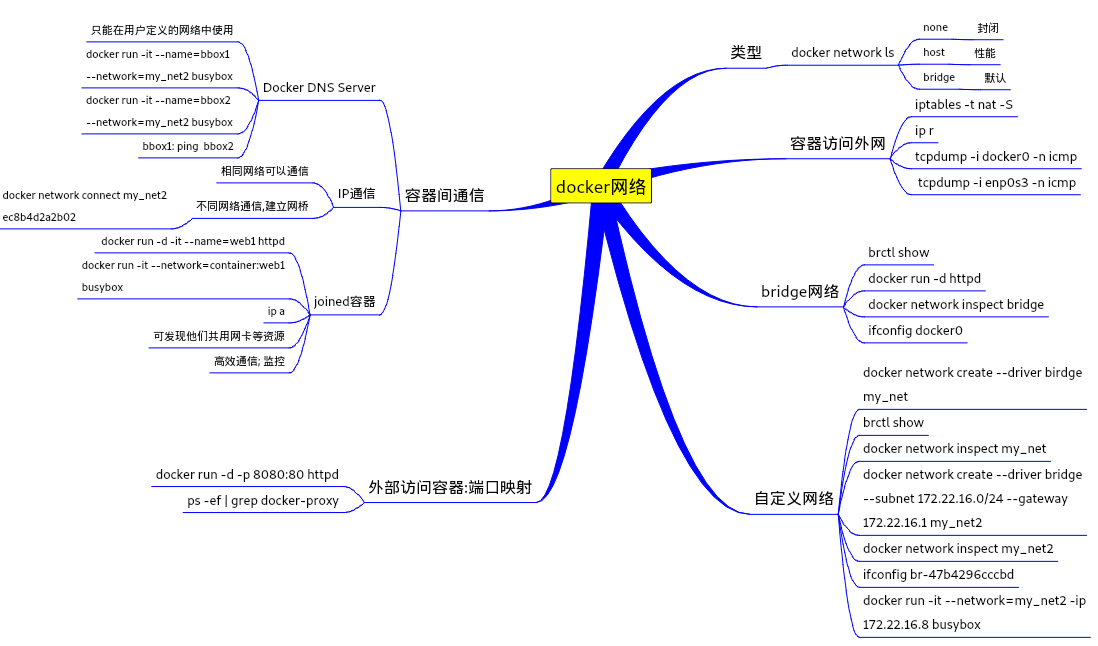 docker网络
类型
docker network ls
none 封闭
host 性能
bridge 默认
容器访问外网
iptables -t nat -S
ip r
tcpdump -i docker0 -n icmp
tcpdump -i enp0s3 -n icmp
bridge网络
brctl show
docker run -d httpd
docker network inspect bridge
ifconfig docker0
自定义网络
docker network create --driver birdge
my_net
brctl show
docker network inspect my_net
docker network create --driver bridge
--subnet 172.22.16.0/24 --gateway
172.22.16.1 my_net2
docker network inspect my_net2
ifconfig br-47b4296cccbd
docker run -it --network=my_net2 -ip
172.22.16.8 busybox
容器间通信
Docker DNS Server
只能在用户定义的网络中使用
docker run -it --name=bbox1
--network=my_net2 busybox
docker run -it --name=bbox2
--network=my_net2 busybox
bbox1: ping bbox2
IP通信
相同网络可以通信
不同网络通信,建立网桥
docker network connect my_net2
ec8b4d2a2b02
joined容器
docker run -d -it --name=web1 httpd
docker run -it --network=container:web1
busybox
ip a
可发现他们共用网卡等资源
高效通信; 监控
外部访问容器:端口映射
docker run -d -p 8080:80 httpd
ps -ef | grep docker-proxy